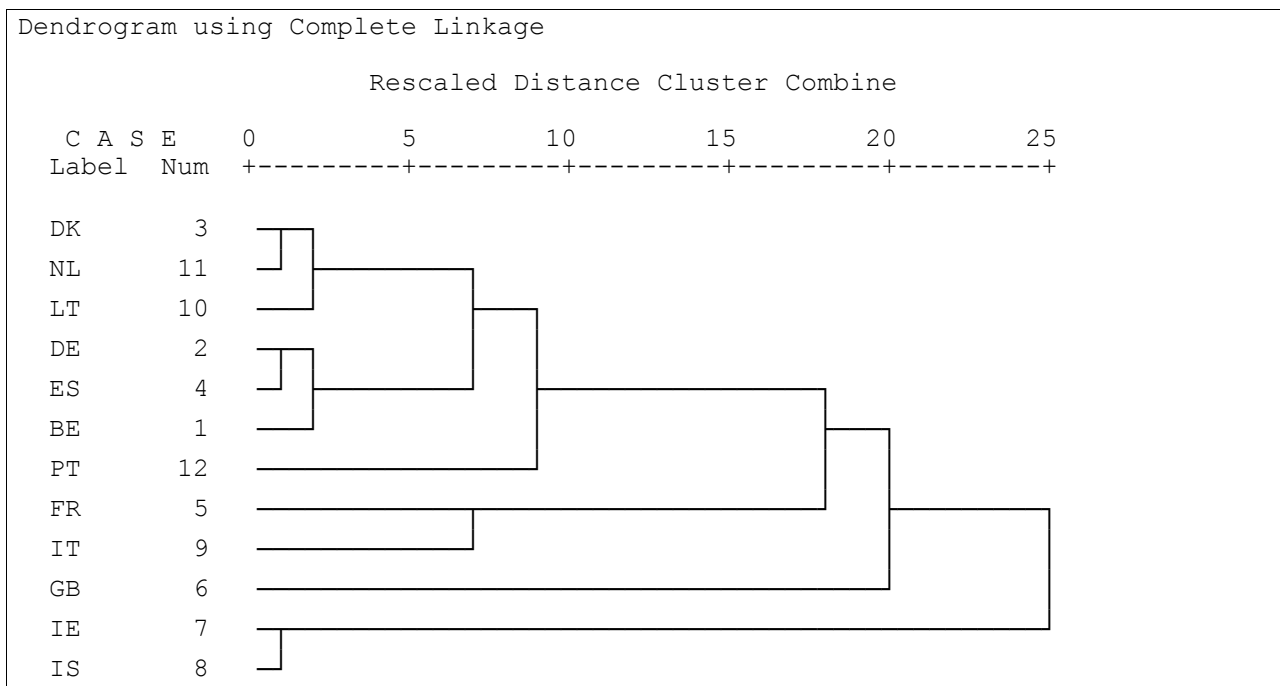 Dendrogram using Complete Linkage
Rescaled Distance Cluster Combine
C A S E 0 5 10 15 20 25
Label Num +---------+---------+---------+---------+---------+
DK 3
NL 11
LT 10
DE 2
ES 4
BE 1
PT 12
FR 5
IT 9
GB 6
IE 7
IS 8